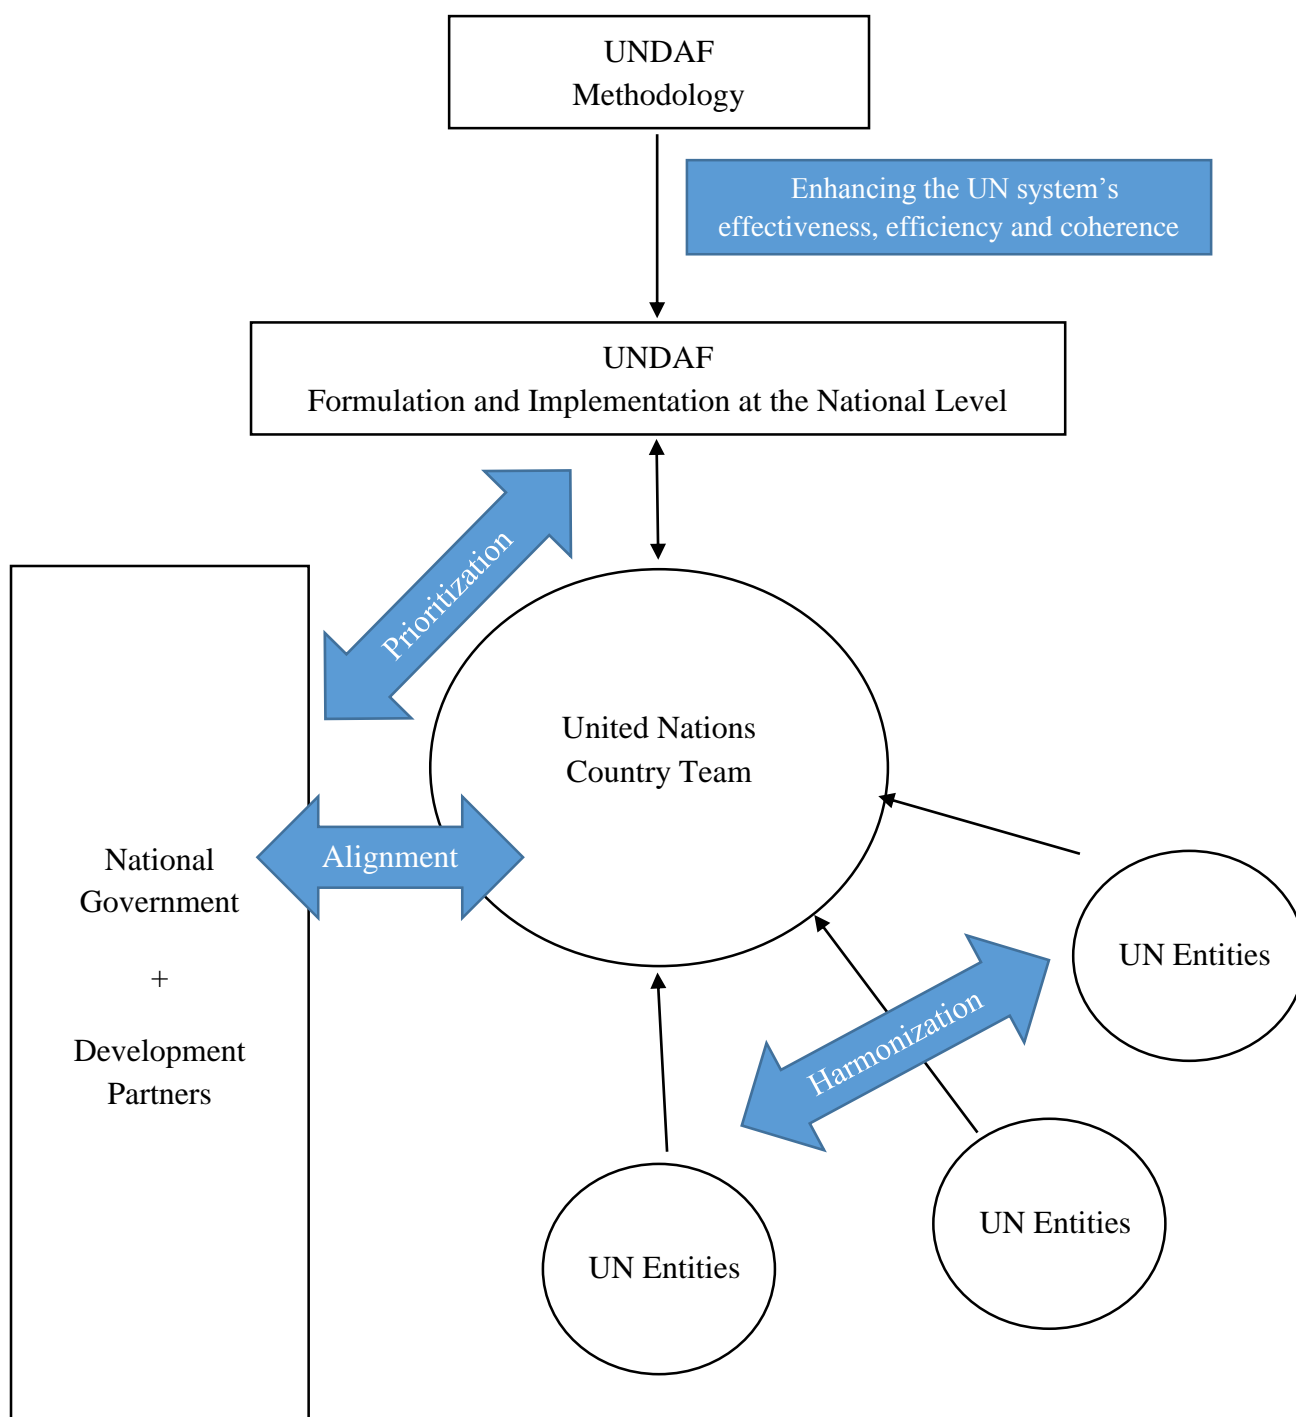 UNDAF
Methodology
Enhancing the UN system’s
effectiveness, efficiency and coherence
UNDAF
Formulation and Implementation at the National Level
Prioritization
United Nations
Country Team
Alignment
National
Government
+
Development
Partners
Harmonization
UN Entities
UN Entities
UN Entities